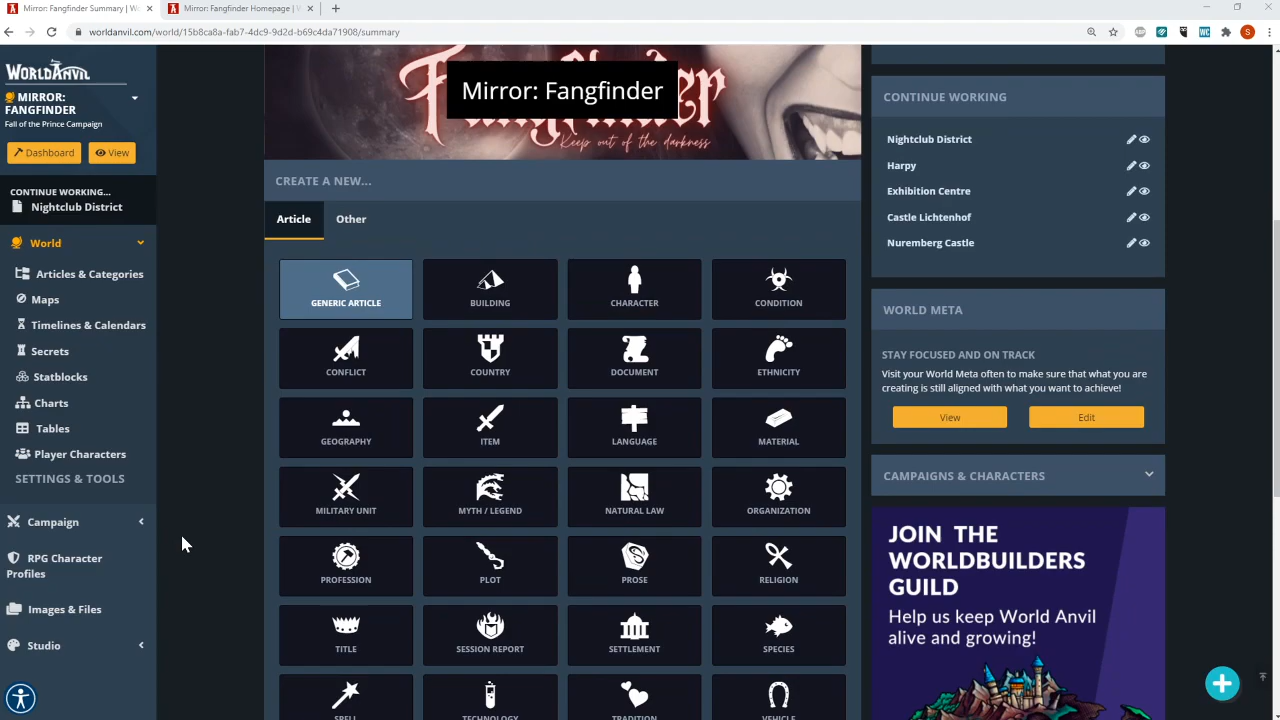 Mirror: Fangfinder Summary | W
Mirror: Fangfinder Homepage | W
worldanvil.com/world/15b8ca8a-fab7-4dc9-9d2d-b69c4da71908/summary
WORLDANVIL
MIRROR:
FANGFINDER
Fall of the Prince Campaign
Dashboard
View
CONTINUE WORKING...
Nightclub District
World
Articles & Categories
Maps
Timelines & Calendars
Secrets
Statblocks
Charts
Tables
Player Characters
SETTINGS & TOOLS
Campaign
RPG Character
Profiles
Images & Files
Studio
Fangfinder
Mirror: Fangfinder
Keep out of the darkness
CREATE A NEW...
Article
Other
GENERIC ARTICLE
BUILDING
CHARACTER
CONDITION
CONFLICT
COUNTRY
DOCUMENT
ETHNICITY
GEOGRAPHY
ITEM
LANGUAGE
MATERIAL
MILITARY UNIT
MYTH / LEGEND
NATURAL LAW
ORGANIZATION
PROFESSION
PLOT
PROSE
RELIGION
TITLE
SESSION REPORT
SETTLEMENT
SPECIES
SPELL
TECHNOLOGY
TRADITION
VEHICLE
CONTINUE WORKING
Nightclub District
Harpy
Exhibition Centre
Castle Lichtenhof
Nuremberg Castle
WORLD META
STAY FOCUSED AND ON TRACK
Visit your World Meta often to make sure that what you are
creating is still aligned with what you want to achieve!
View
Edit
CAMPAIGNS & CHARACTERS
JOIN THE
WORLDBUILDERS
GUILD
Help us keep World Anvil
alive and growing!